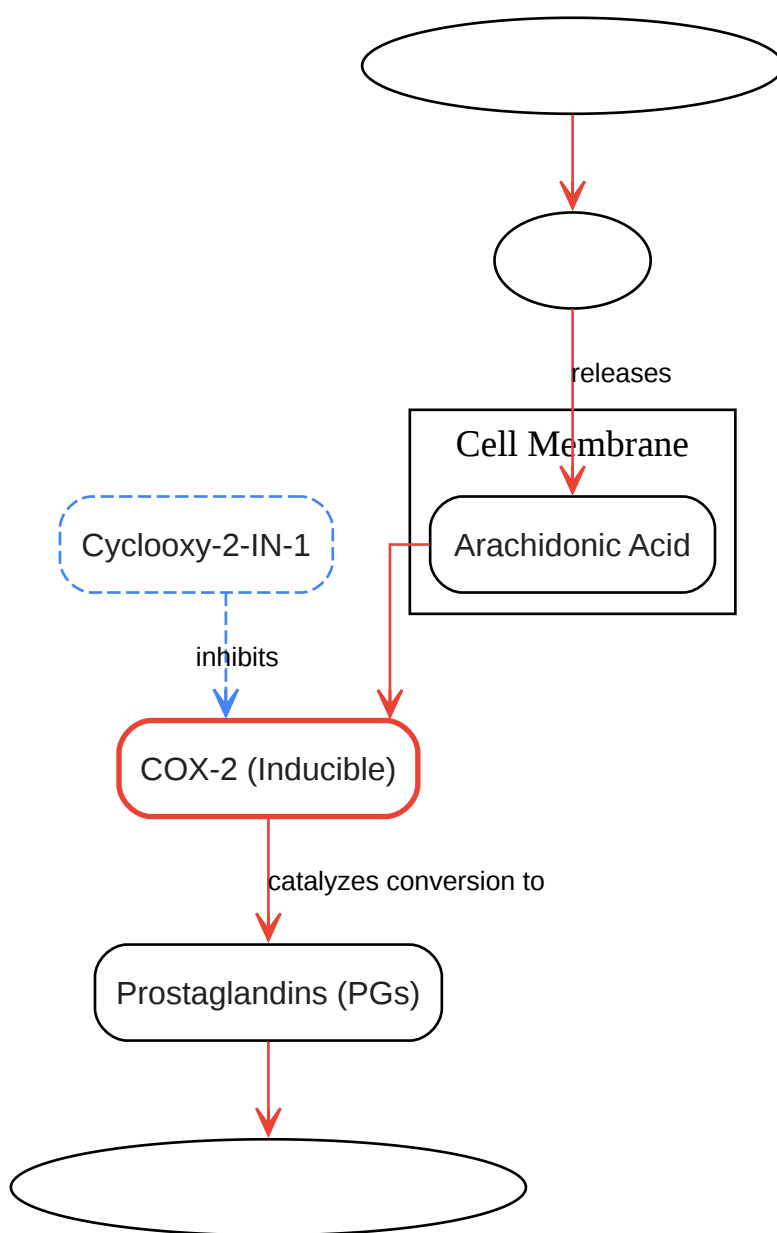 releases
Cell Membrane
Cyclooxy-2-IN-1
Arachidonic Acid
inhibits
COX-2 (Inducible)
catalyzes conversion to
Prostaglandins (PGs)